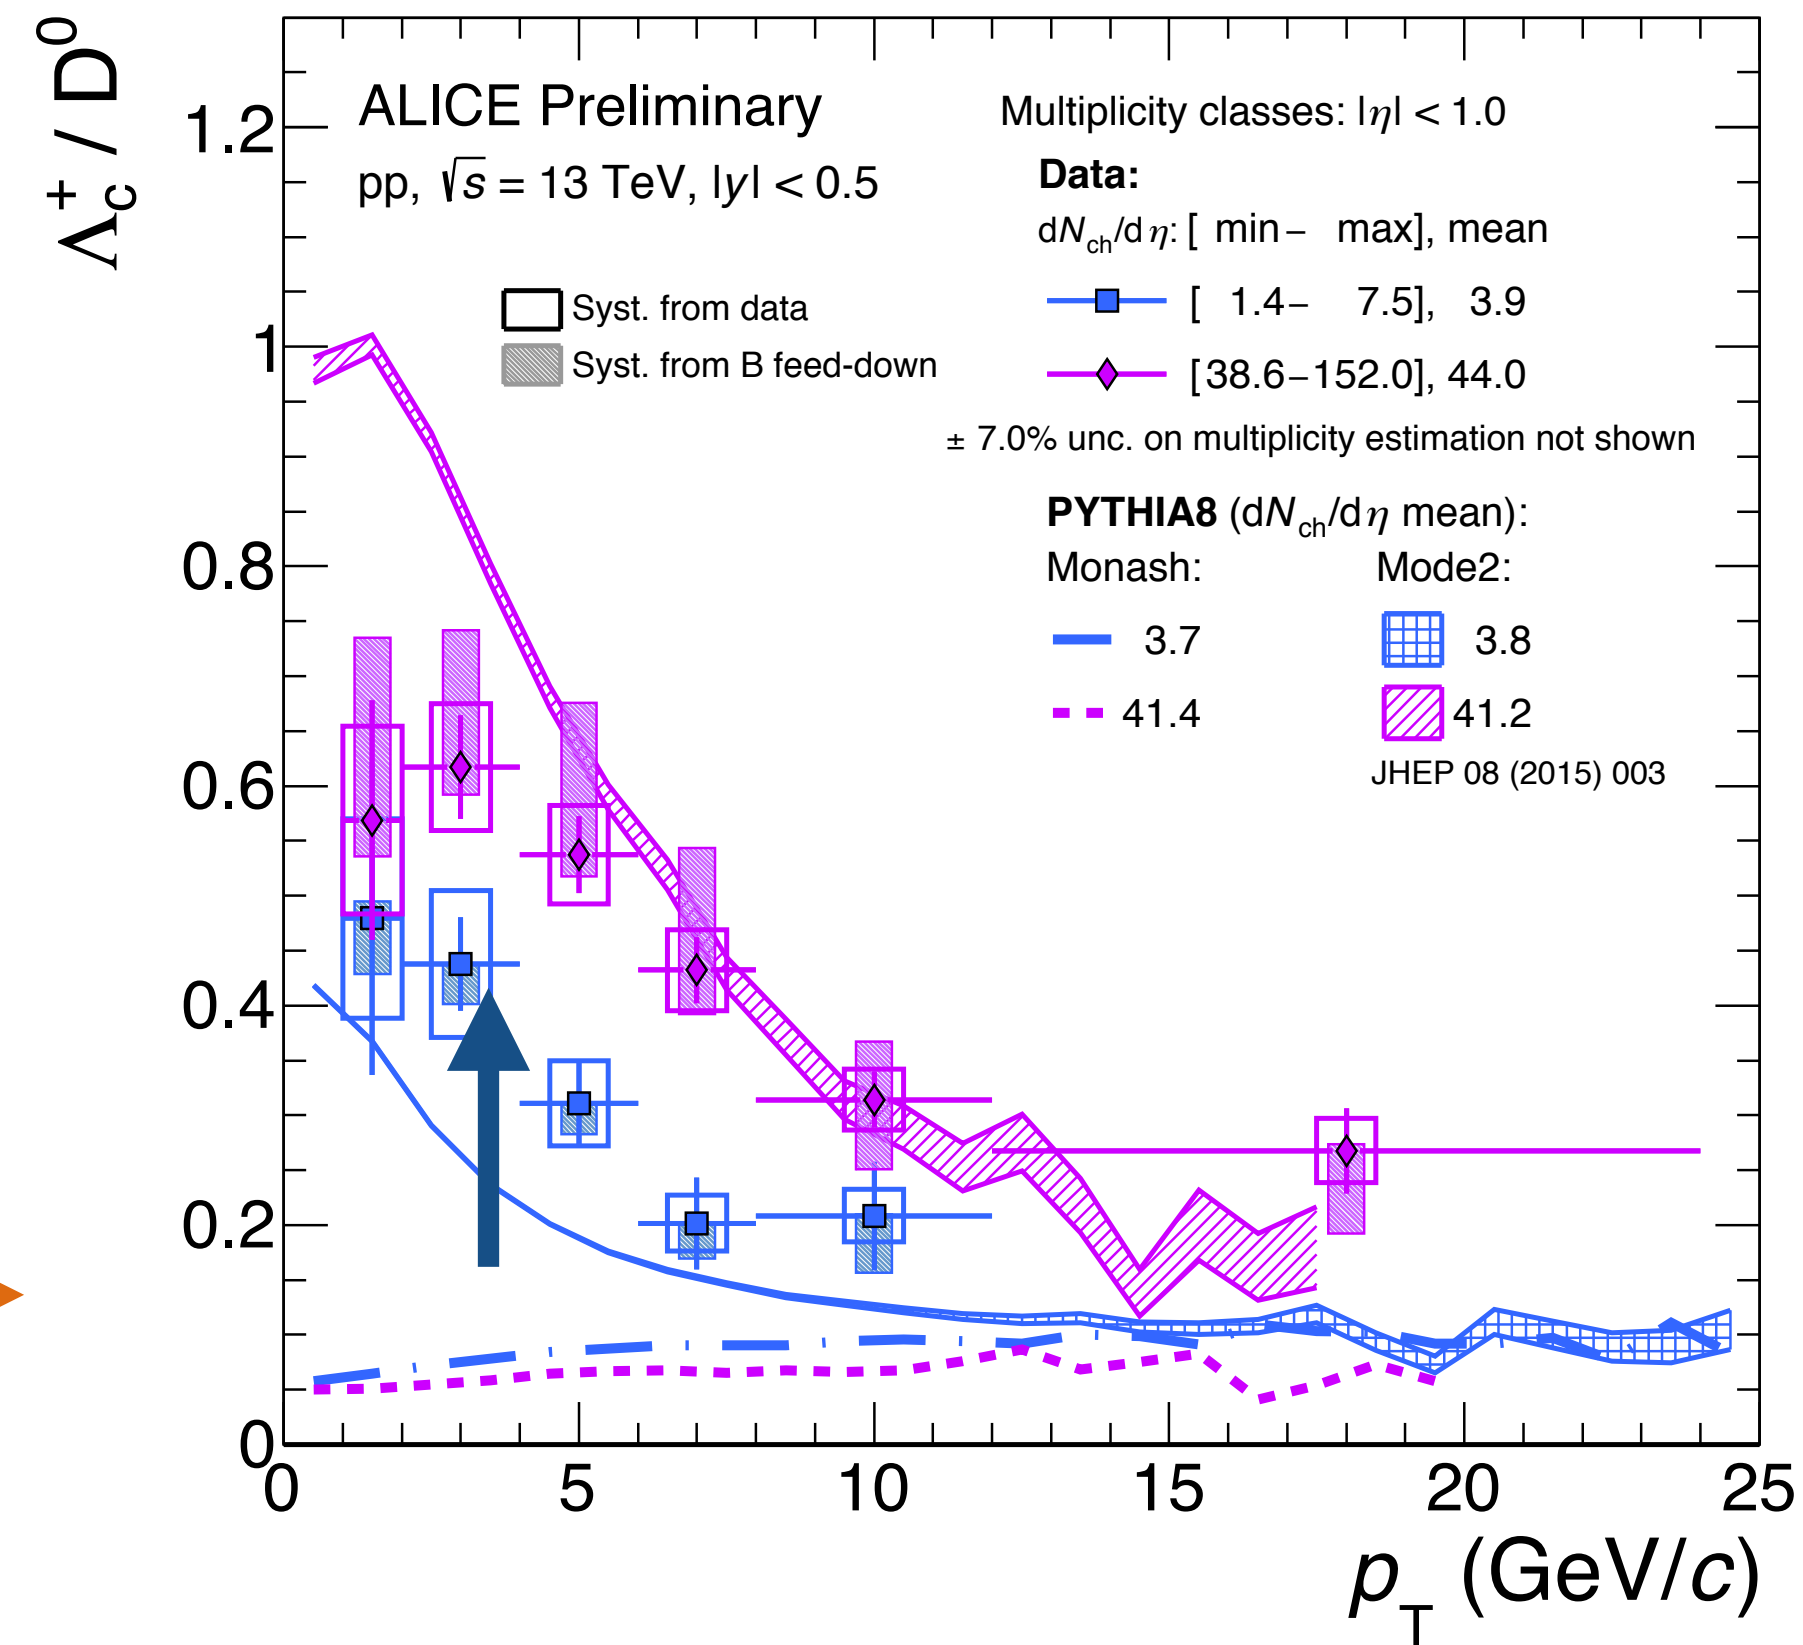 Λc+ / D0
ALICE Preliminary
pp, √s = 13 TeV, |y| < 0.5
Syst. from data
Syst. from B feed-down
Multiplicity classes: |η| < 1.0
Data:
dNch/dη: [ min – max], mean
[ 1.4 – 7.5], 3.9
[38.6 – 152.0], 44.0
± 7.0% unc. on multiplicity estimation not shown
PYTHIA8 (dNch/dη mean):
Monash: Mode2:
3.7 3.8
41.4 41.2
JHEP 08 (2015) 003
1.2
1
0.8
0.6
0.4
0.2
0
0 5 10 15 20 25
pT (GeV/c)